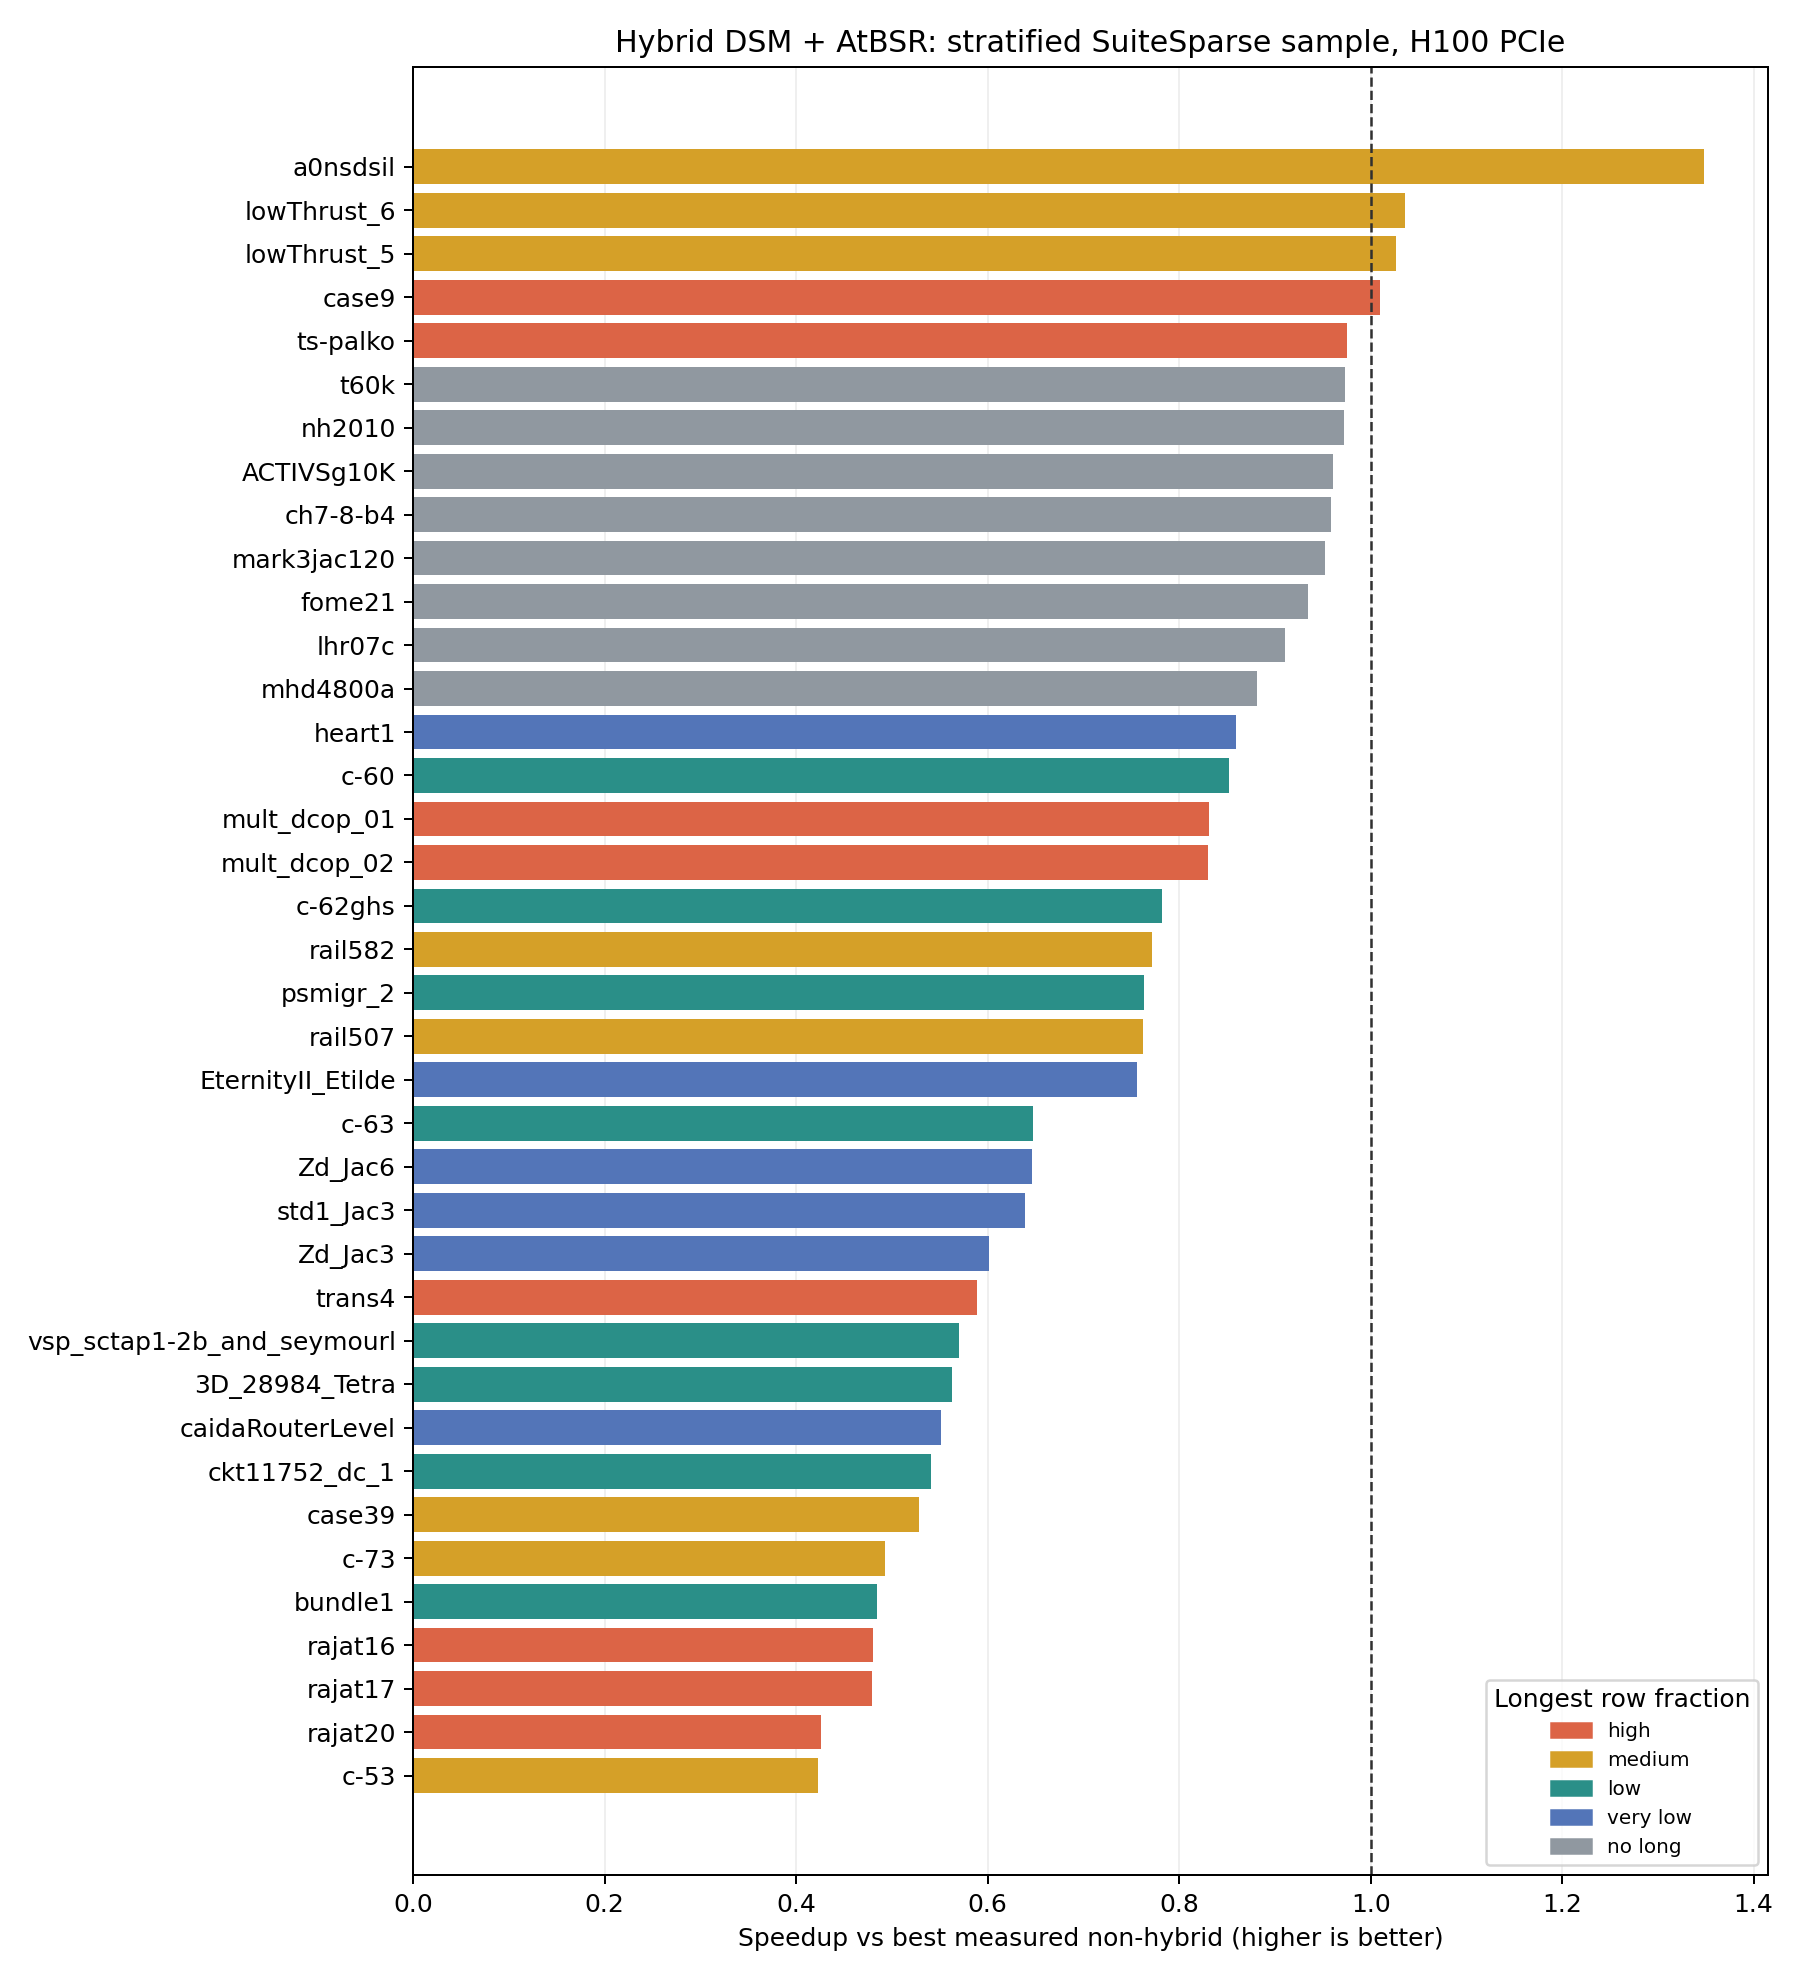 Hybrid DSM + AtBSR: stratified SuiteSparse sample, H100 PCIe
a0nsdsil
lowThrust_6
lowThrust_5
case9
ts-palko
t60k
nh2010
ACTIVSg10K
ch7-8-b4
mark3jac120
fome21
lhr07c
mhd4800a
heart1
c-60
mult_dcop_01
mult_dcop_02
c-62ghs
rail582
psmigr_2
rail507
EternityII_Etilde
c-63
Zd_Jac6
std1_Jac3
Zd_Jac3
trans4
vsp_sctap1-2b_and_seymourl
3D_28984_Tetra
caidaRouterLevel
ckt11752_dc_1
case39
c-73
bundle1
rajat16
rajat17
rajat20
c-53
Longest row fraction
high
medium
low
very low
no long
0.0 0.2 0.4 0.6 0.8 1.0 1.2 1.4
Speedup vs best measured non-hybrid (higher is better)